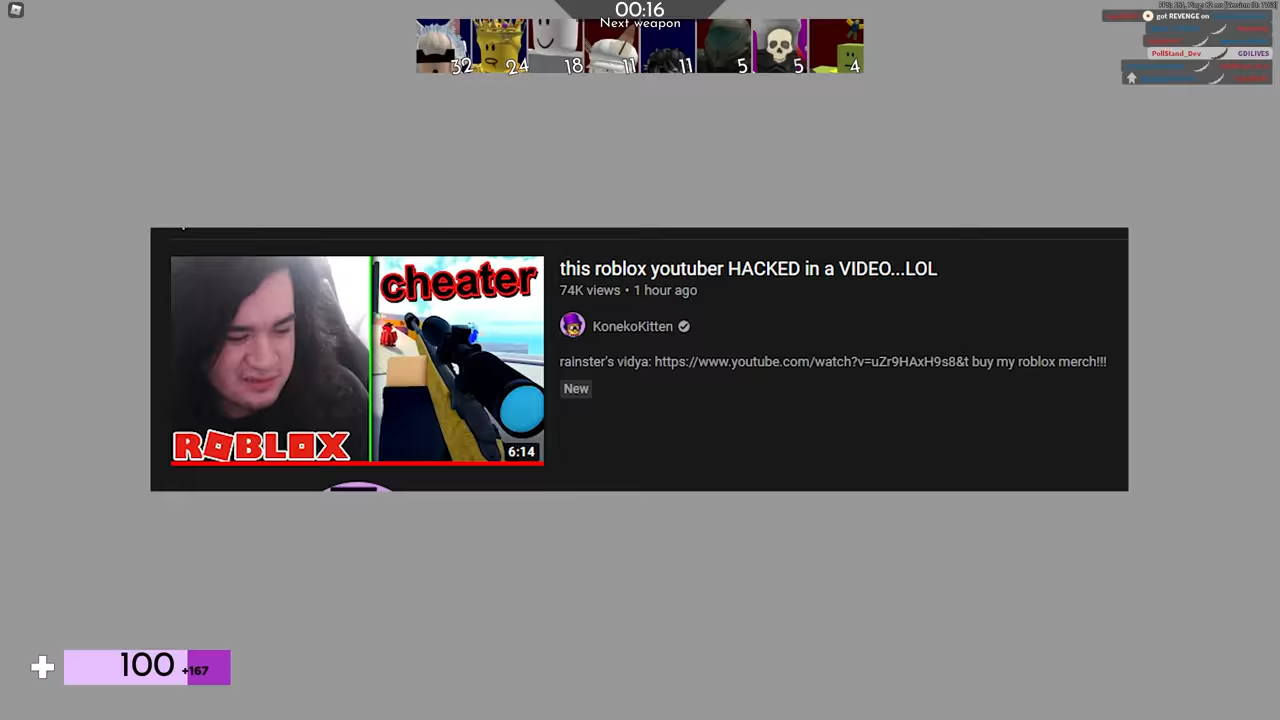 00:16
Next weapon
32 24 18 11 11 5 5 4
got REVENGE on
PollStand_Dev GDILIVES
cheater
ROBLOX
6:14
this roblox youtuber HACKED in a VIDEO...LOL
74K views • 1 hour ago
KonekoKitten
rainster's vidya: https://www.youtube.com/watch?v=uZr9HAxH9s8&t buy my roblox merch!!!
New
100 +167